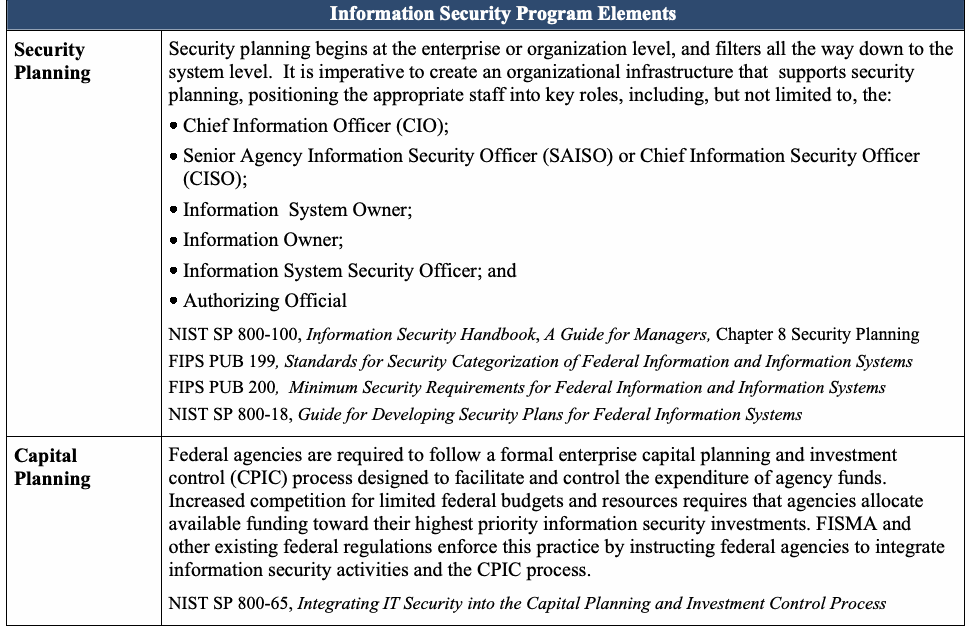 Information Security Program Elements
Security
Planning
Security planning begins at the enterprise or organization level, and filters all the way down to the
system level.  It is imperative to create an organizational infrastructure that  supports security
planning, positioning the appropriate staff into key roles, including, but not limited to, the:
• Chief Information Officer (CIO);
• Senior Agency Information Security Officer (SAISO) or Chief Information Security Officer
(CISO);
• Information  System Owner;
• Information Owner;
• Information System Security Officer; and
• Authorizing Official
NIST SP 800-100, Information Security Handbook, A Guide for Managers, Chapter 8 Security Planning
FIPS PUB 199, Standards for Security Categorization of Federal Information and Information Systems
FIPS PUB 200,  Minimum Security Requirements for Federal Information and Information Systems
NIST SP 800-18, Guide for Developing Security Plans for Federal Information Systems
Capital
Planning
Federal agencies are required to follow a formal enterprise capital planning and investment
control (CPIC) process designed to facilitate and control the expenditure of agency funds.
Increased competition for limited federal budgets and resources requires that agencies allocate
available funding toward their highest priority information security investments. FISMA and
other existing federal regulations enforce this practice by instructing federal agencies to integrate
information security activities and the CPIC process.
NIST SP 800-65, Integrating IT Security into the Capital Planning and Investment Control Process